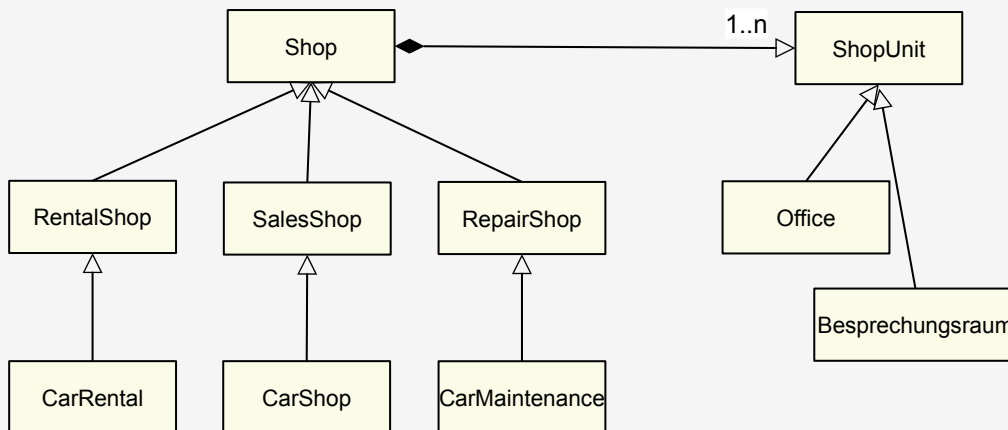 Shop
1..n
ShopUnit
RentalShop
SalesShop
RepairShop
Office
Besprechungsraum
CarRental
CarShop
CarMaintenance